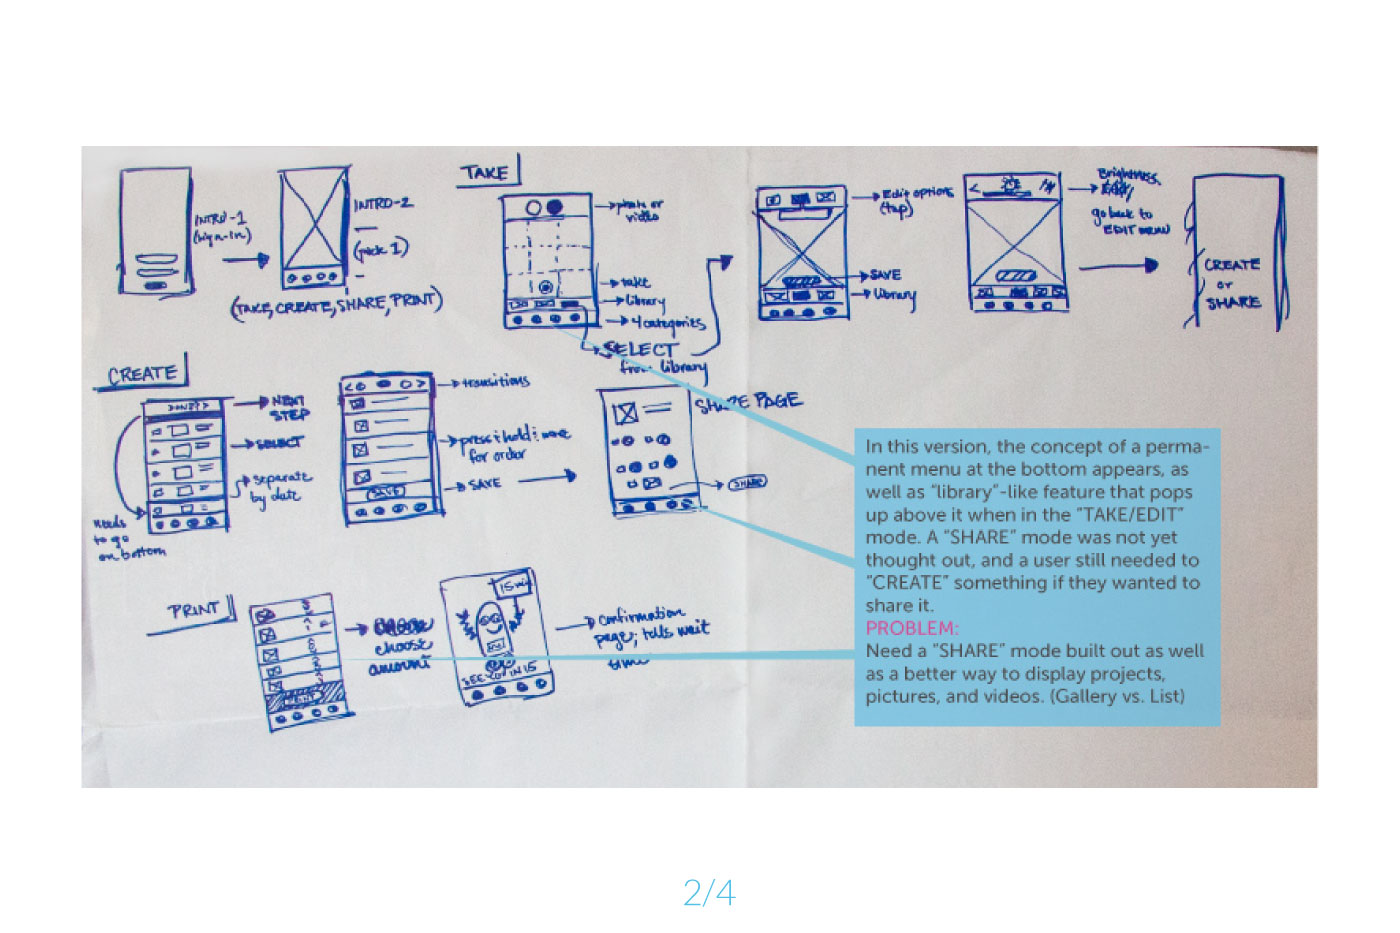 INTRO-1
(sign-in)
INTRO-2
(pick 1)
(TAKE, CREATE, SHARE, PRINT)
TAKE
photo or
video
take
library
4 categories
SELECT
from library
Edit options
(tap)
SAVE
library
Brightness
go back to
EDIT MENU
CREATE
or
SHARE
CREATE
NEXT
STEP
SELECT
separate
by date
needs
to go
on bottom
transitions
press+hold+move
for order
SAVE
SAVE
SHARE PAGE
SHARE
PRINT
choose
amount
15 min
SEE YOU IN 15
confirmation
page; tells wait
time
In this version, the concept of a perma-
nent menu at the bottom appears, as
well as “library”-like feature that pops
up above it when in the “TAKE/EDIT”
mode. A “SHARE” mode was not yet
thought out, and a user still needed to
“CREATE” something if they wanted to
share it.
PROBLEM:
Need a “SHARE” mode built out as well
as a better way to display projects,
pictures, and videos. (Gallery vs. List)
2/4